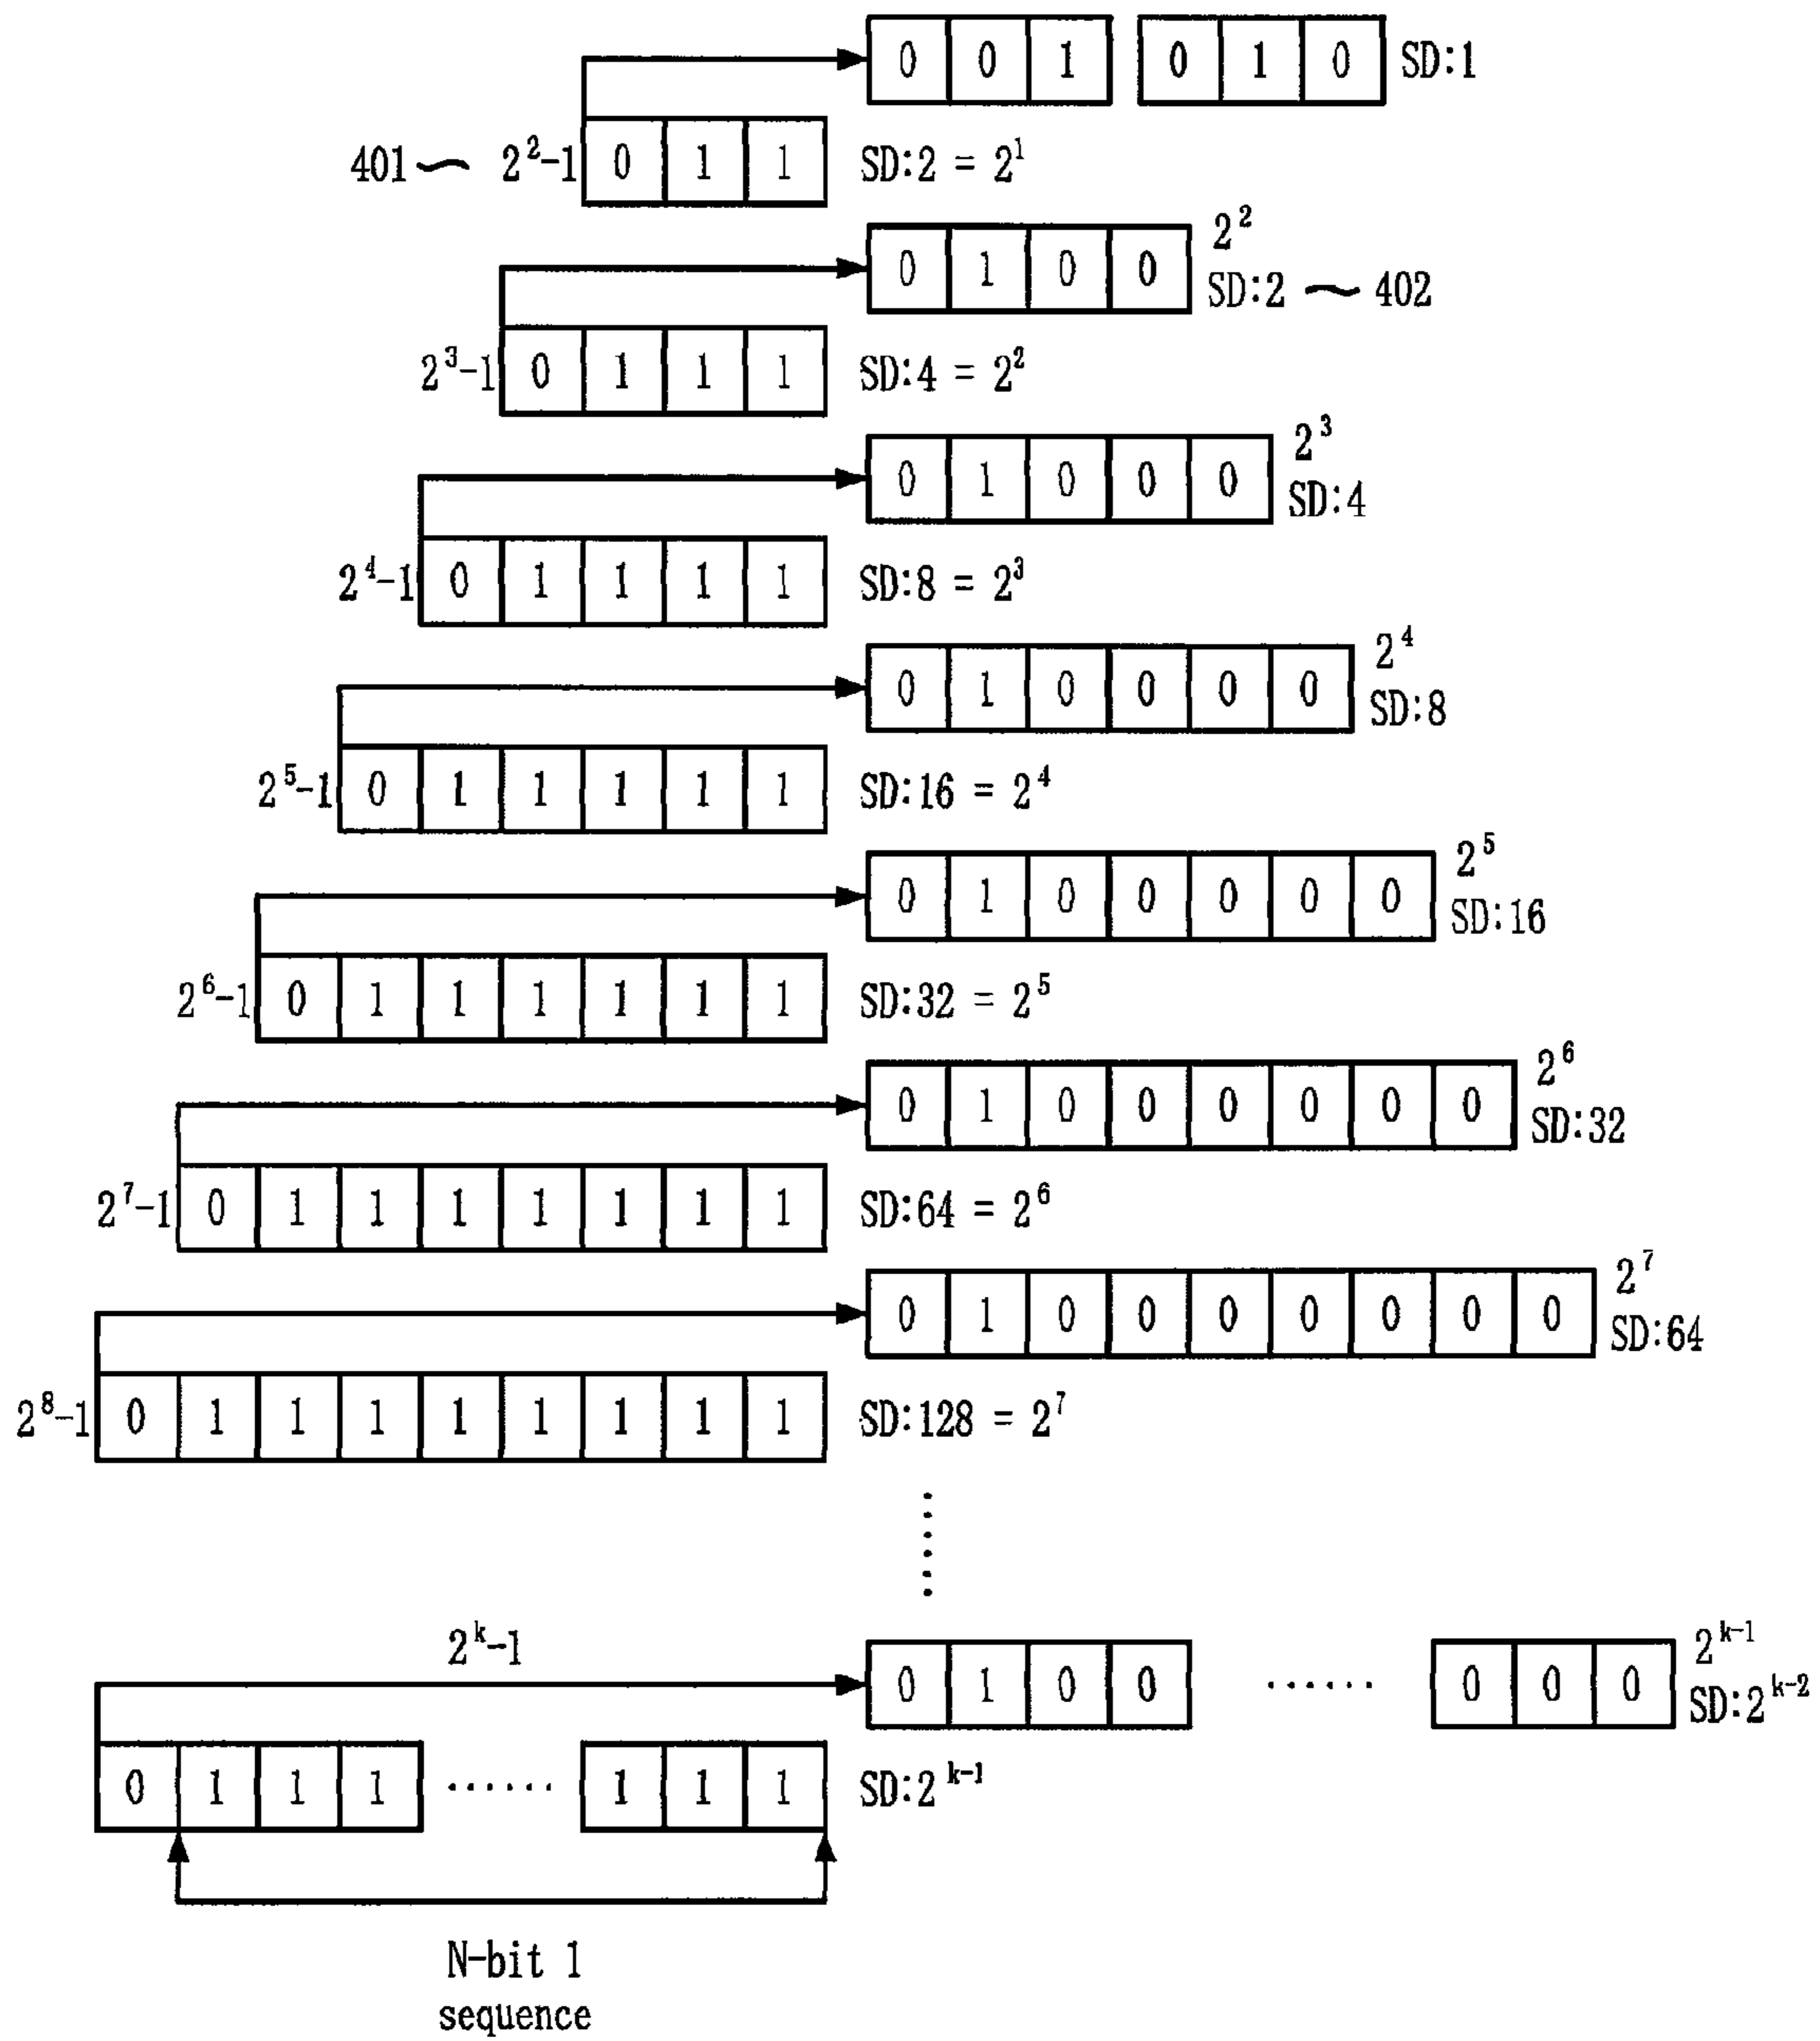 0 0 1 0 1 0 SD:1
401 2^2-1 0 1 1 SD:2 = 2^1
0 1 0 0 2^2
SD:2 402
2^3-1 0 1 1 1 SD:4 = 2^2
0 1 0 0 0 2^3
SD:4
2^4-1 0 1 1 1 1 SD:8 = 2^3
0 1 0 0 0 0 2^4
SD:8
2^5-1 0 1 1 1 1 1 SD:16 = 2^4
0 1 0 0 0 0 0 2^5
SD:16
2^6-1 0 1 1 1 1 1 1 SD:32 = 2^5
0 1 0 0 0 0 0 0 2^6
SD:32
2^7-1 0 1 1 1 1 1 1 1 SD:64 = 2^6
0 1 0 0 0 0 0 0 0 2^7
SD:64
2^8-1 0 1 1 1 1 1 1 1 1 SD:128 = 2^7
2^k-1 0 1 0 0 ...... 0 0 0 2^k-1
SD:2^k-2
0 1 1 1 ...... 1 1 1 SD:2^k-1
N-bit 1
sequence